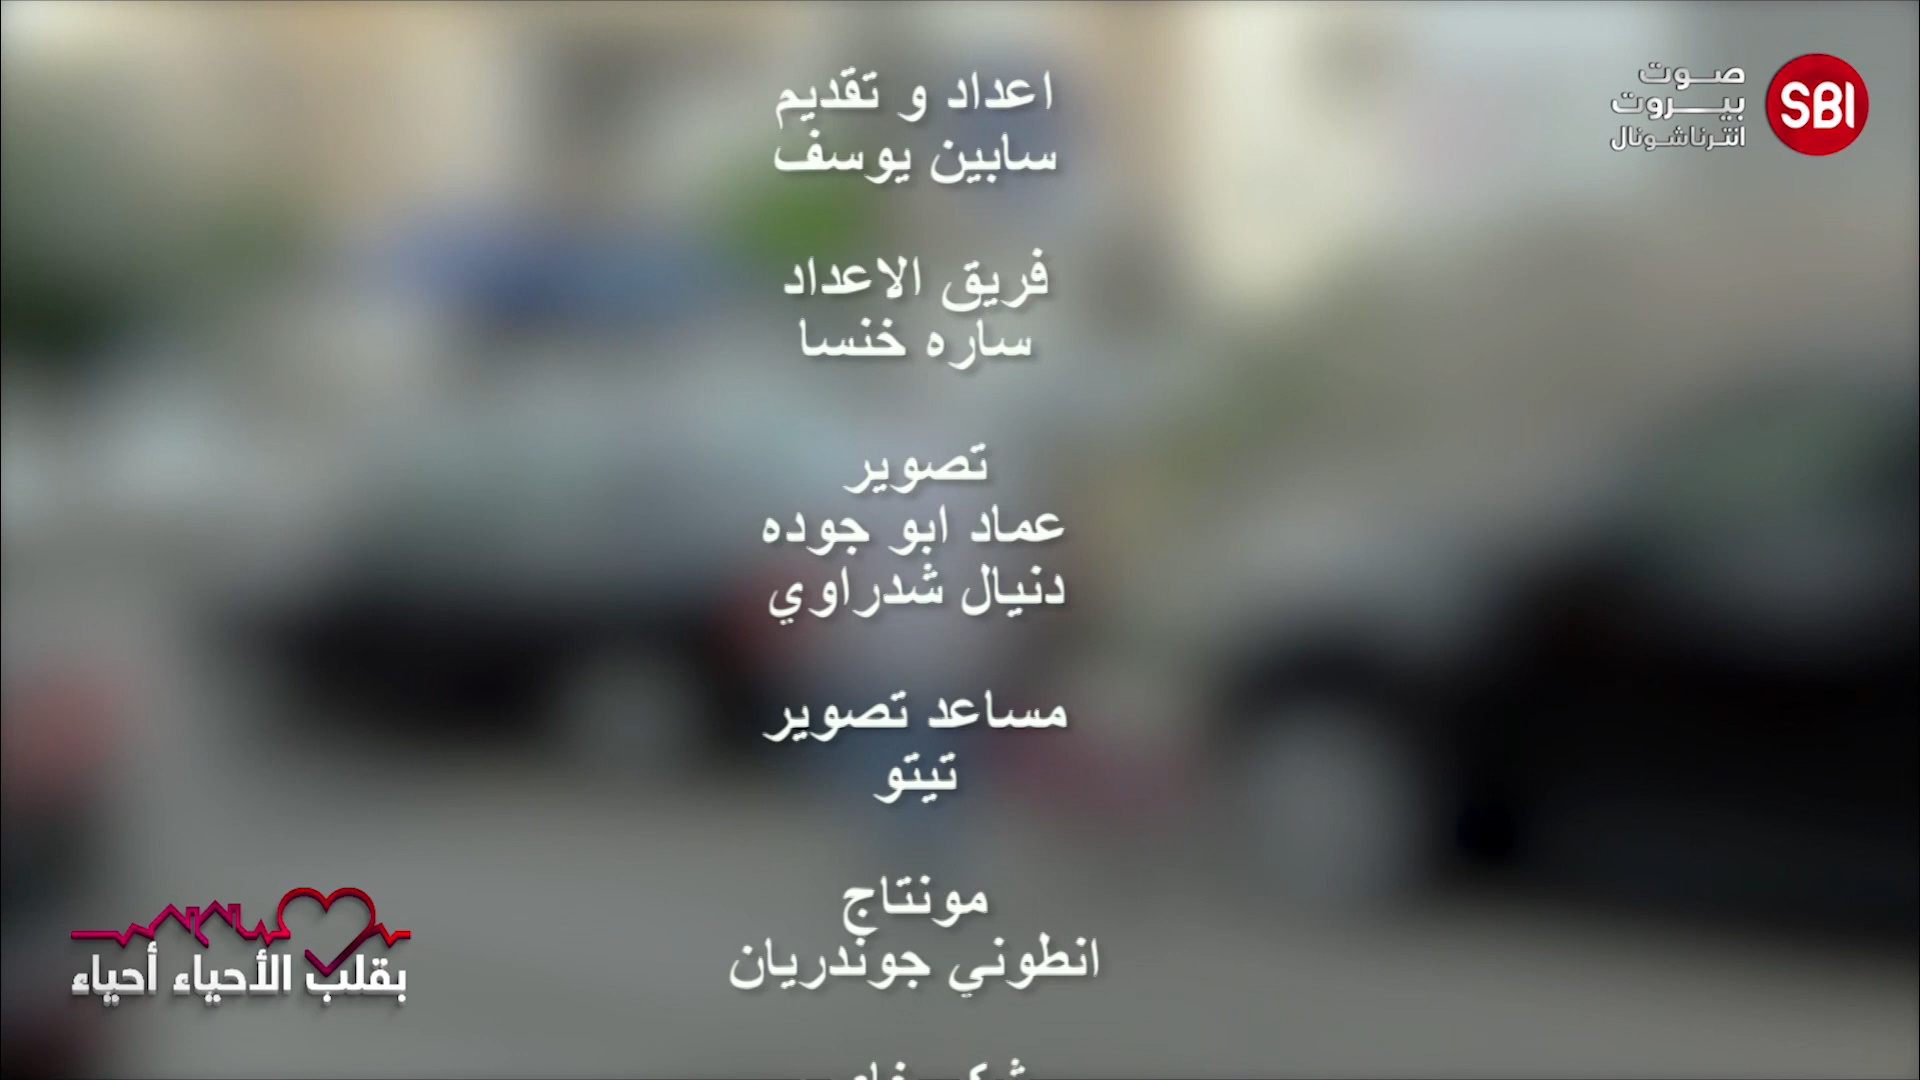 اعداد و تقديم
سابين يوسف
فريق الاعداد
ساره خنسا
تصوير
عماد ابو جوده
دنيال شدراوي
مساعد تصوير
تيتو
مونتاج
انطوني جوندريان
صوت
بيروت
انترناشونال
SBI
بقلب الأحياء أحياء